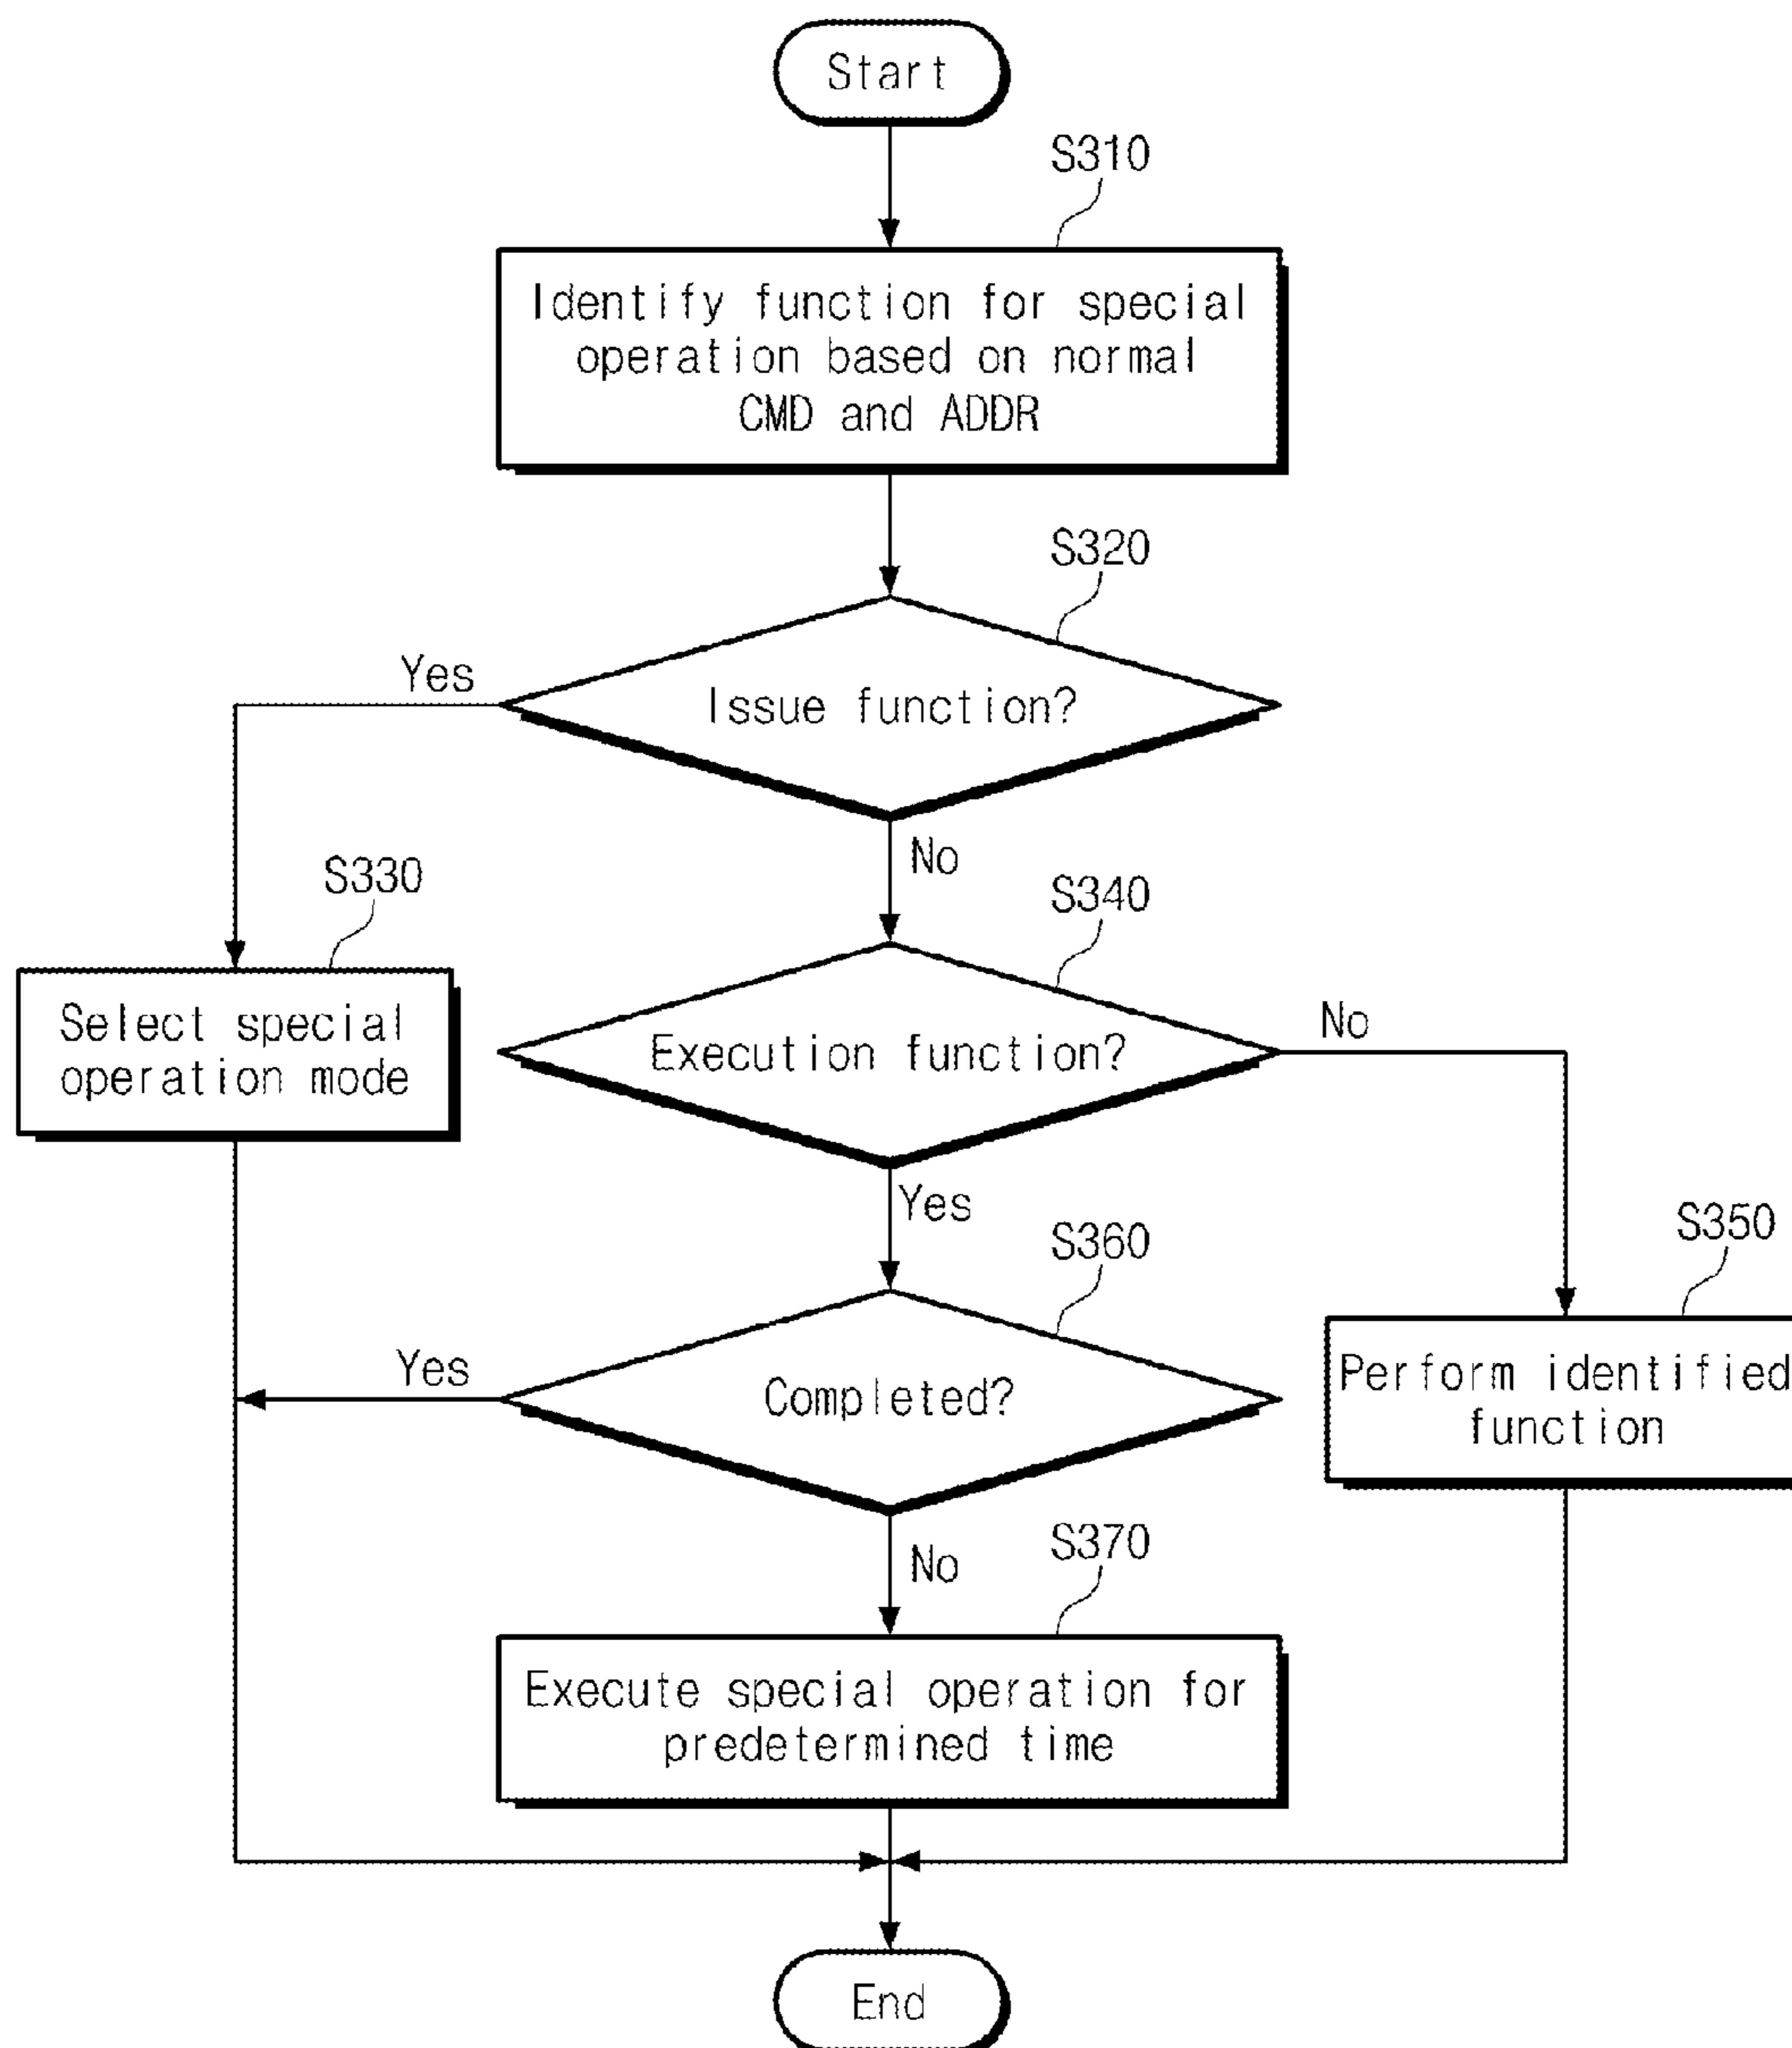 Start
S310
Identify function for special
operation based on normal
CMD and ADDR
S320
Yes
Issue function?
No
S330
S340
Select special
operation mode
Execution function?
No
Yes
S360
S350
Yes
Completed?
Perform identified
function
No
S370
Execute special operation for
predetermined time
End